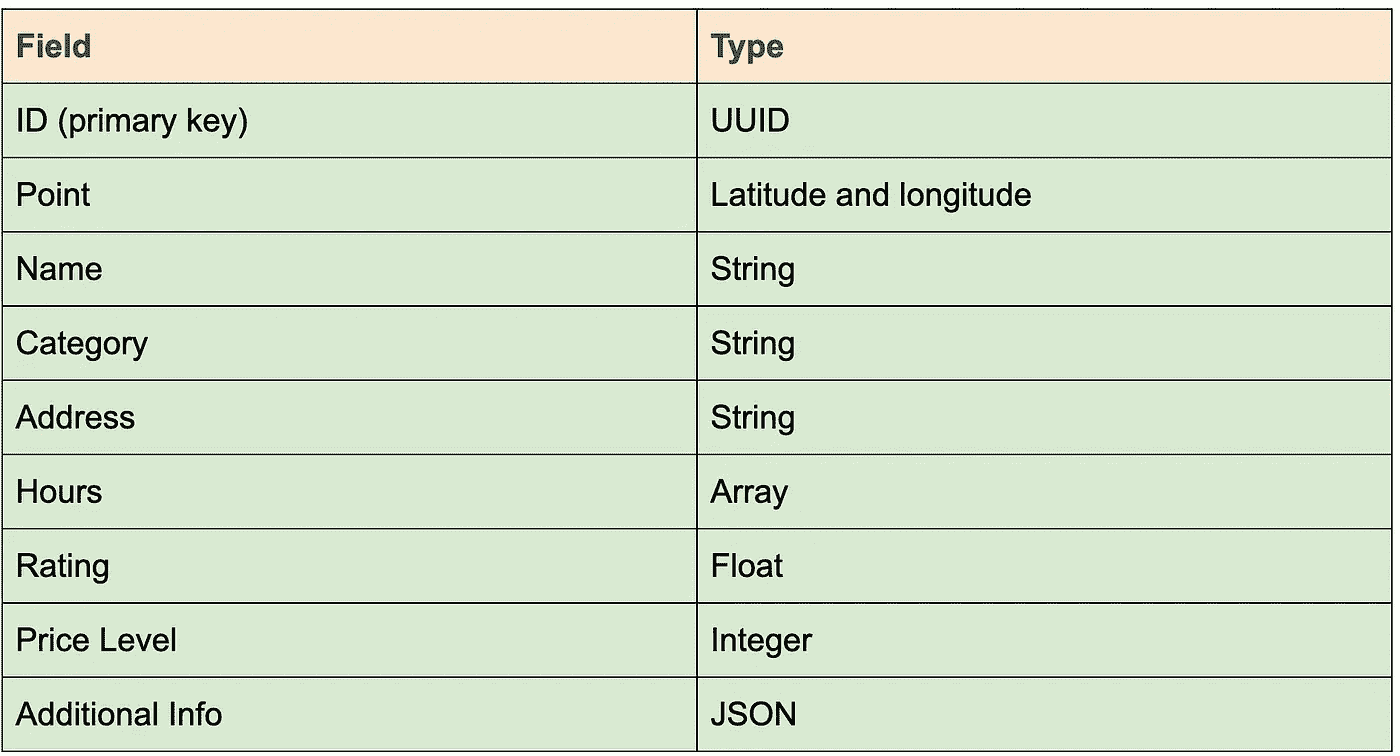 Field Type
ID (primary key) UUID
Point Latitude and longitude
Name String
Category String
Address String
Hours Array
Rating Float
Price Level Integer
Additional Info JSON